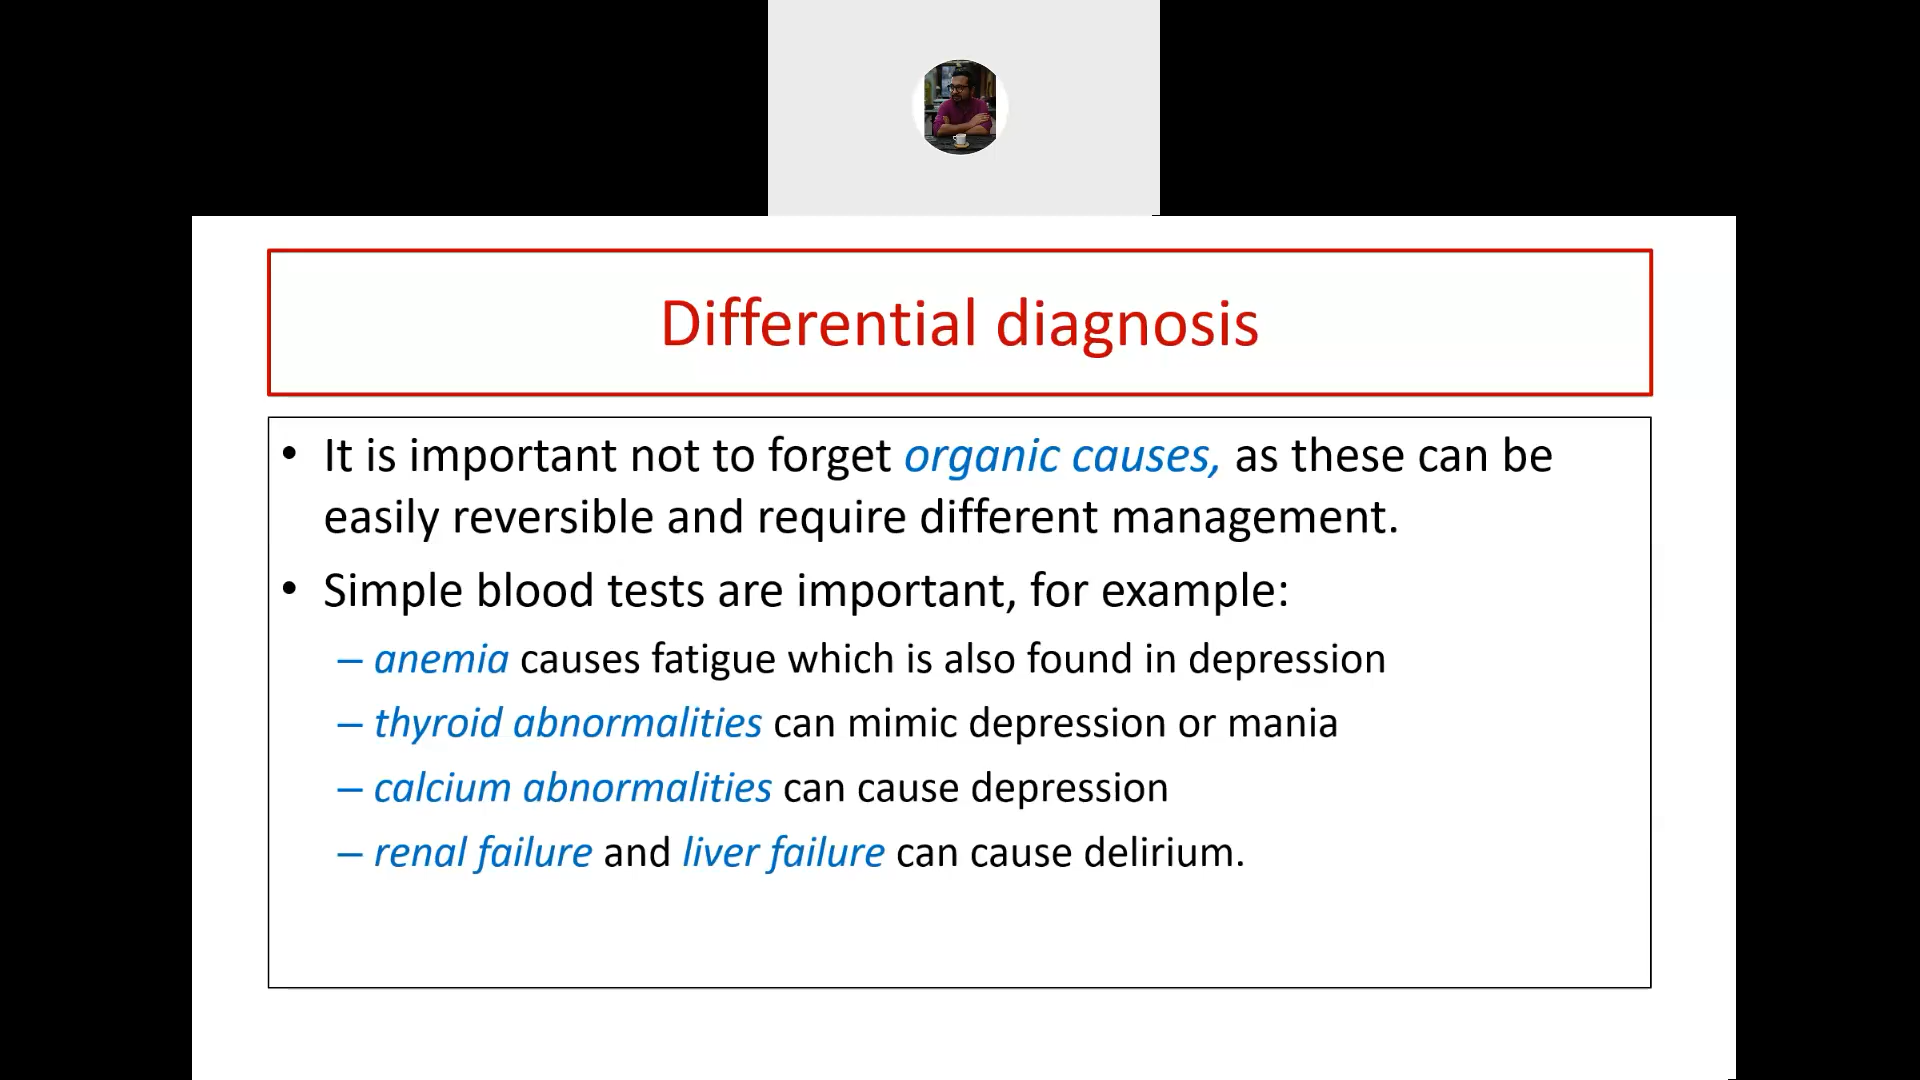 Differential diagnosis
• It is important not to forget organic causes, as these can be
easily reversible and require different management.
• Simple blood tests are important, for example:
– anemia causes fatigue which is also found in depression
– thyroid abnormalities can mimic depression or mania
– calcium abnormalities can cause depression
– renal failure and liver failure can cause delirium.